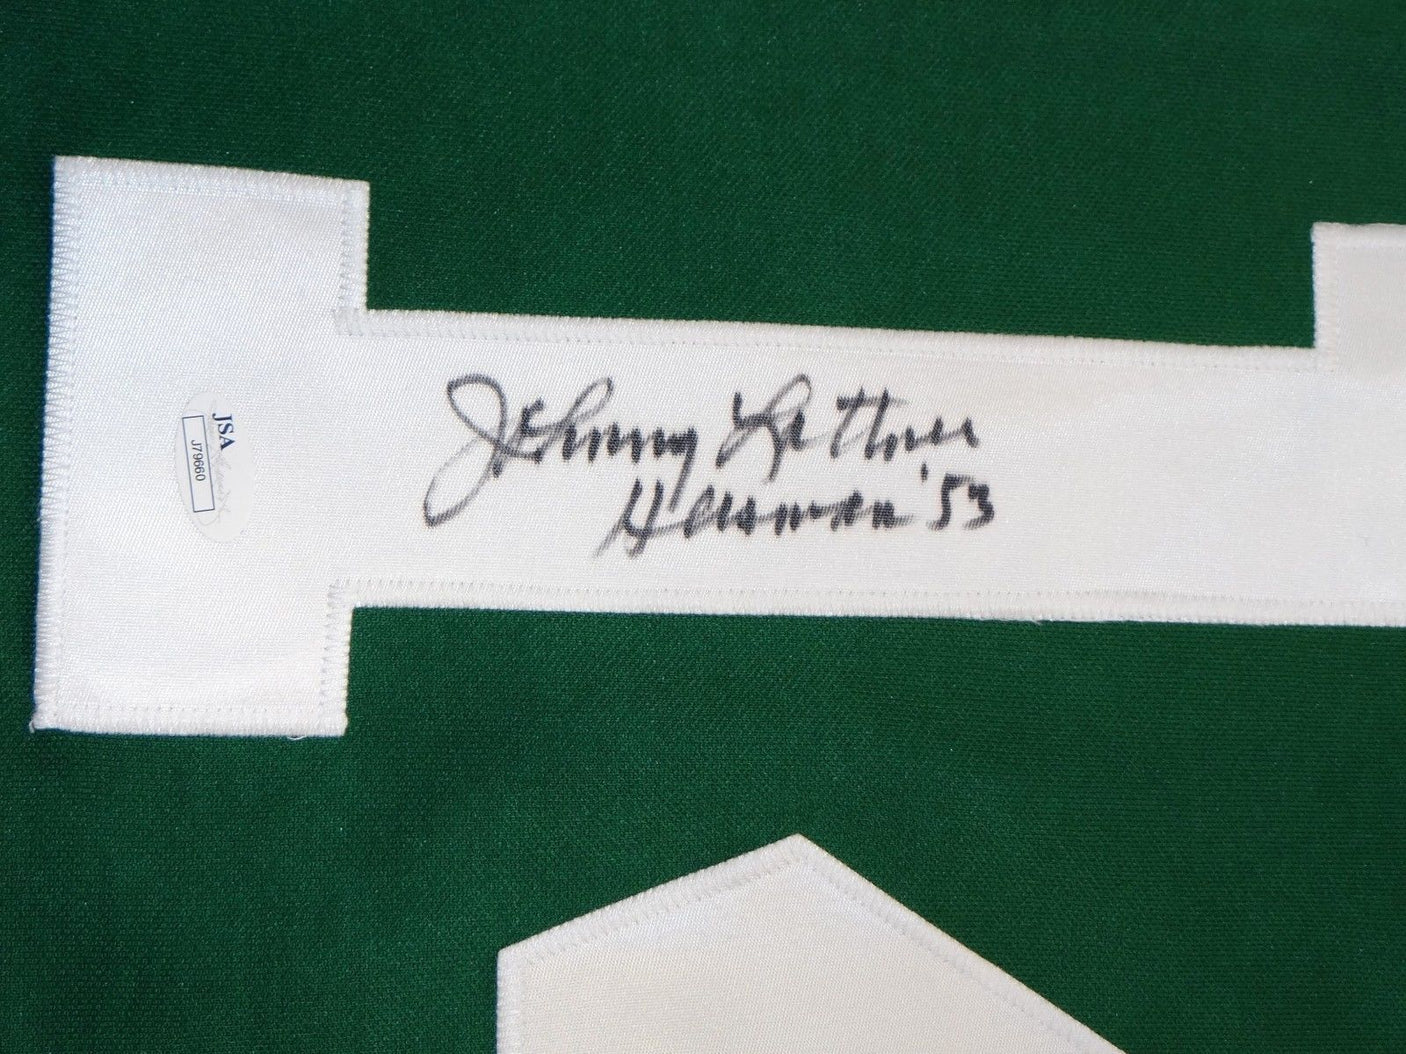 Johnny Lattner
Heisman '53
JSA
J79660